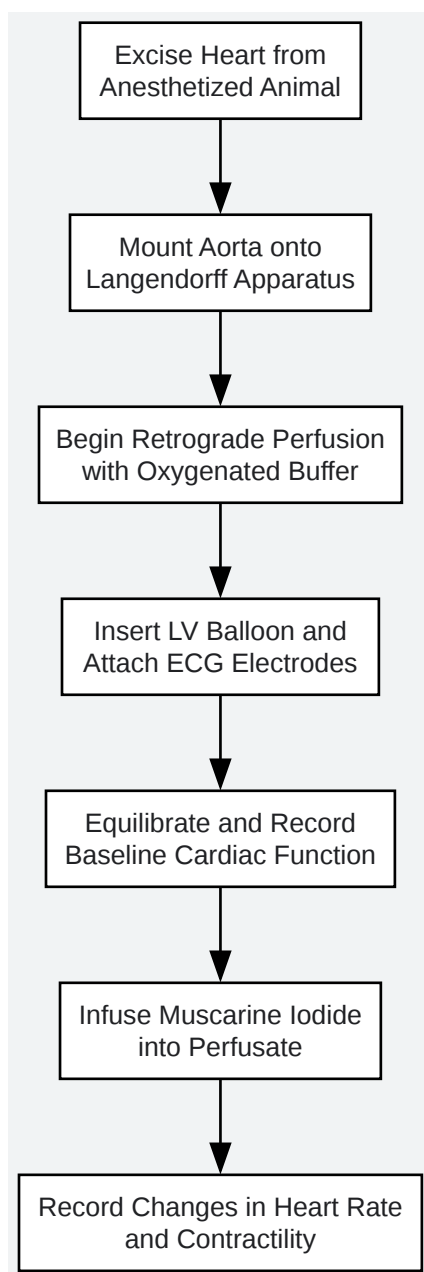 Excise Heart from
Anesthetized Animal
Mount Aorta onto
Langendorff Apparatus
Begin Retrograde Perfusion
with Oxygenated Buffer
Insert LV Balloon and
Attach ECG Electrodes
Equilibrate and Record
Baseline Cardiac Function
Infuse Muscarine Iodide
into Perfusate
Record Changes in Heart Rate
and Contractility